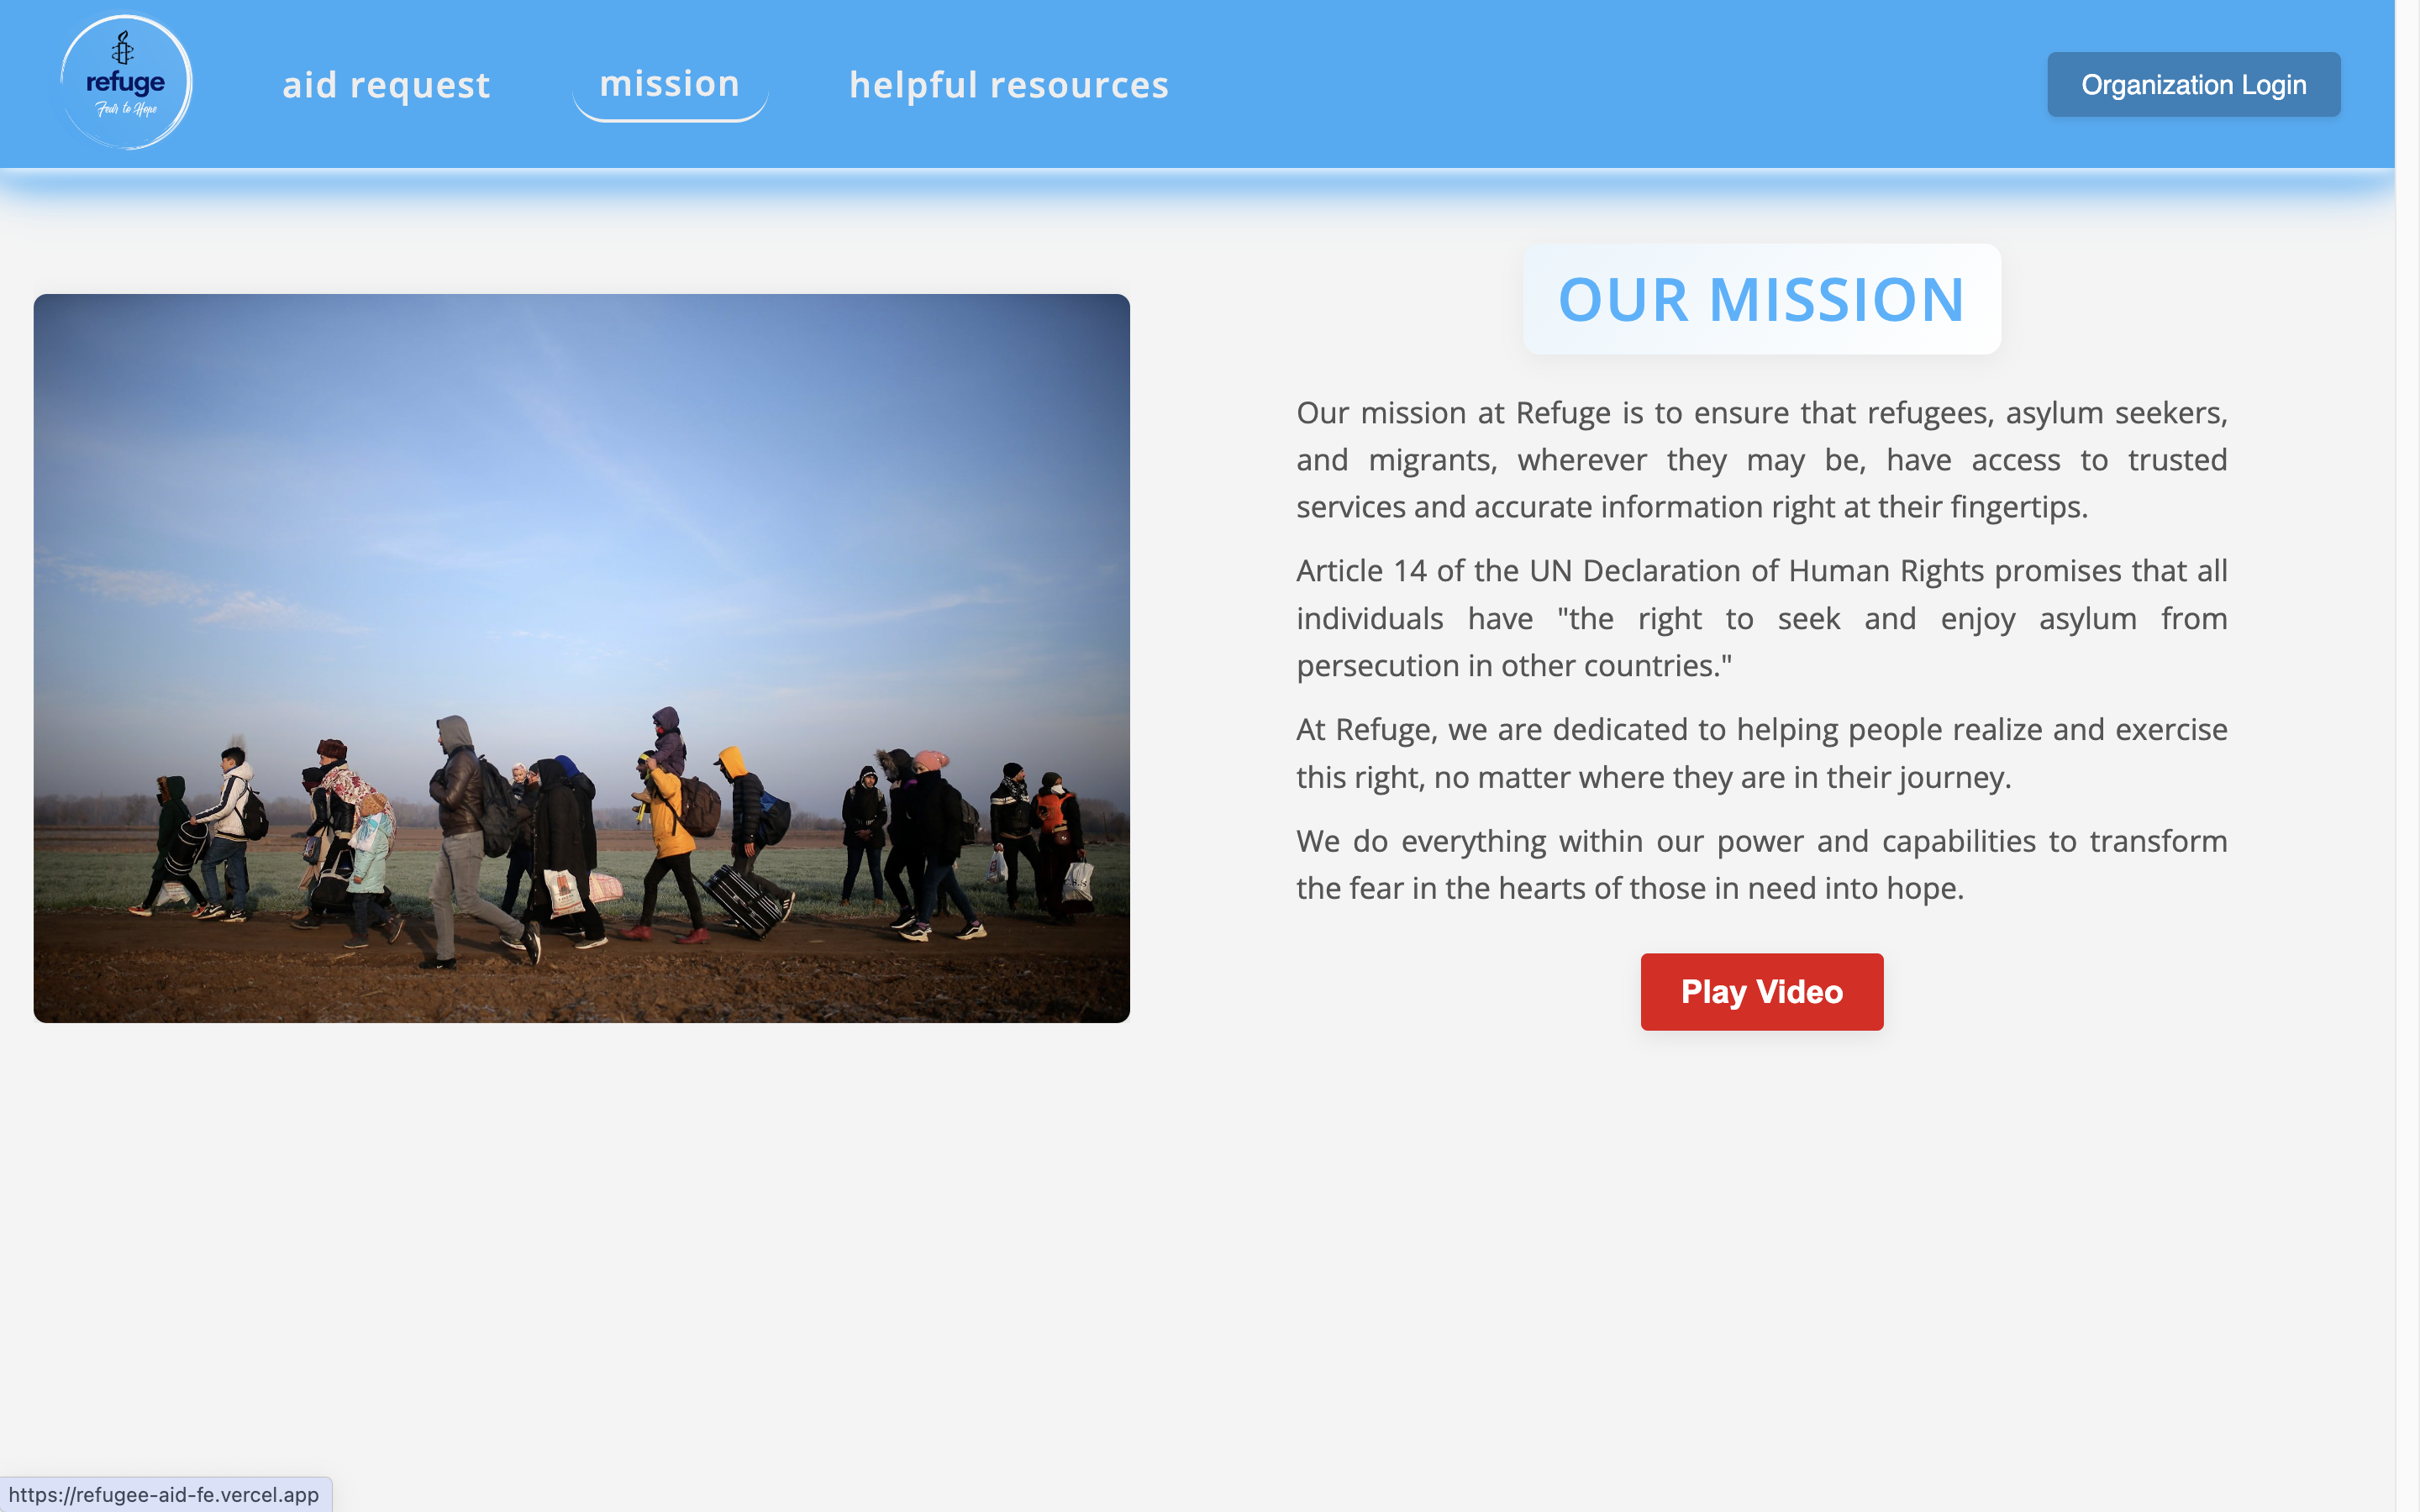 refuge
Fear to Hope
aid request
mission
helpful resources
Organization Login
OUR MISSION
Our mission at Refuge is to ensure that refugees, asylum seekers,
and migrants, wherever they may be, have access to trusted
services and accurate information right at their fingertips.
Article 14 of the UN Declaration of Human Rights promises that all
individuals have "the right to seek and enjoy asylum from
persecution in other countries."
At Refuge, we are dedicated to helping people realize and exercise
this right, no matter where they are in their journey.
We do everything within our power and capabilities to transform
the fear in the hearts of those in need into hope.
Play Video
https://refugee-aid-fe.vercel.app